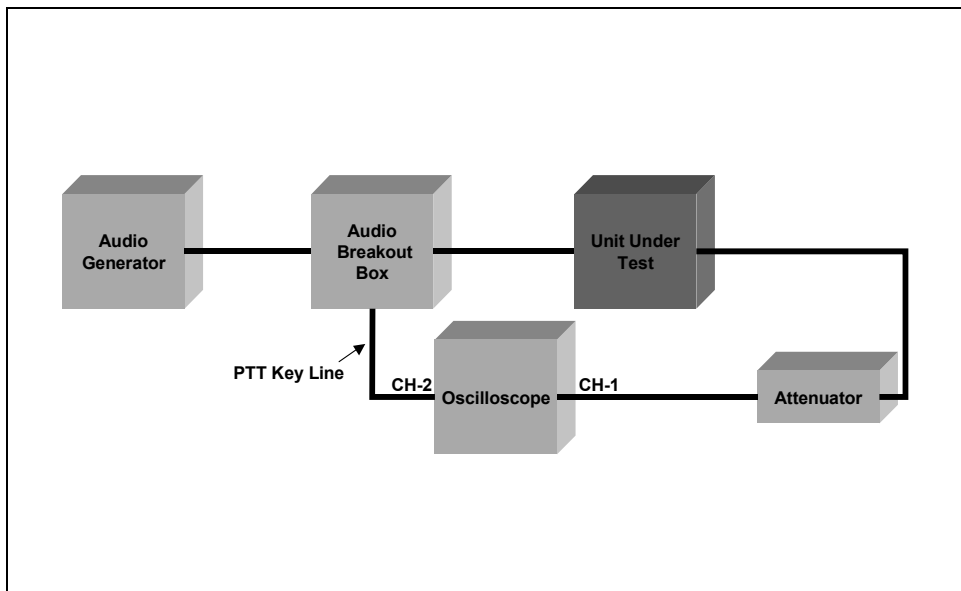 Audio
Generator
Audio
Breakout
Box
Unit Under
Test
PTT Key Line
CH-2
Oscilloscope
CH-1
Attenuator